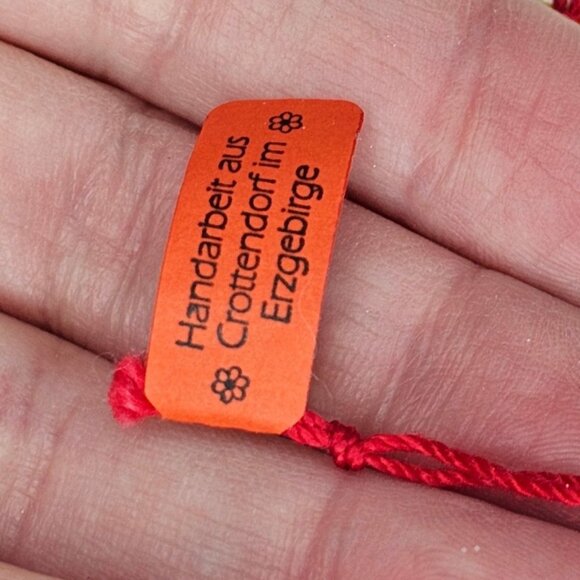 Handarbeit aus
Crottendorf im
Erzgebirge